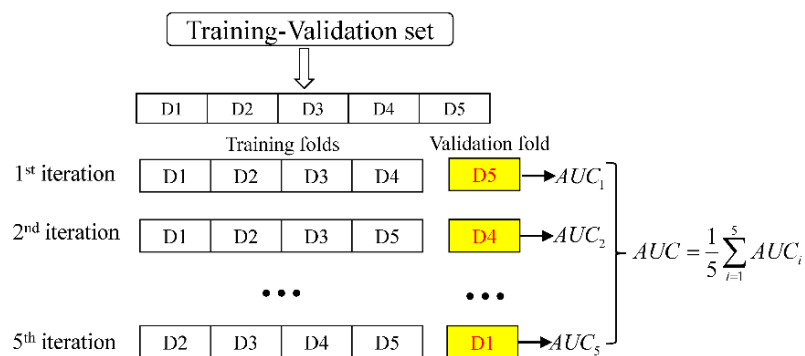 Training-Validation set
D1 D2 D3 D4 D5
Training folds Validation fold
1st iteration D1 D2 D3 D4 D5 AUC1
2nd iteration D1 D2 D3 D5 D4 AUC2
AUC = 1/5 ∑ i=1 5 AUCi
••• •••
5th iteration D2 D3 D4 D5 D1 AUC5